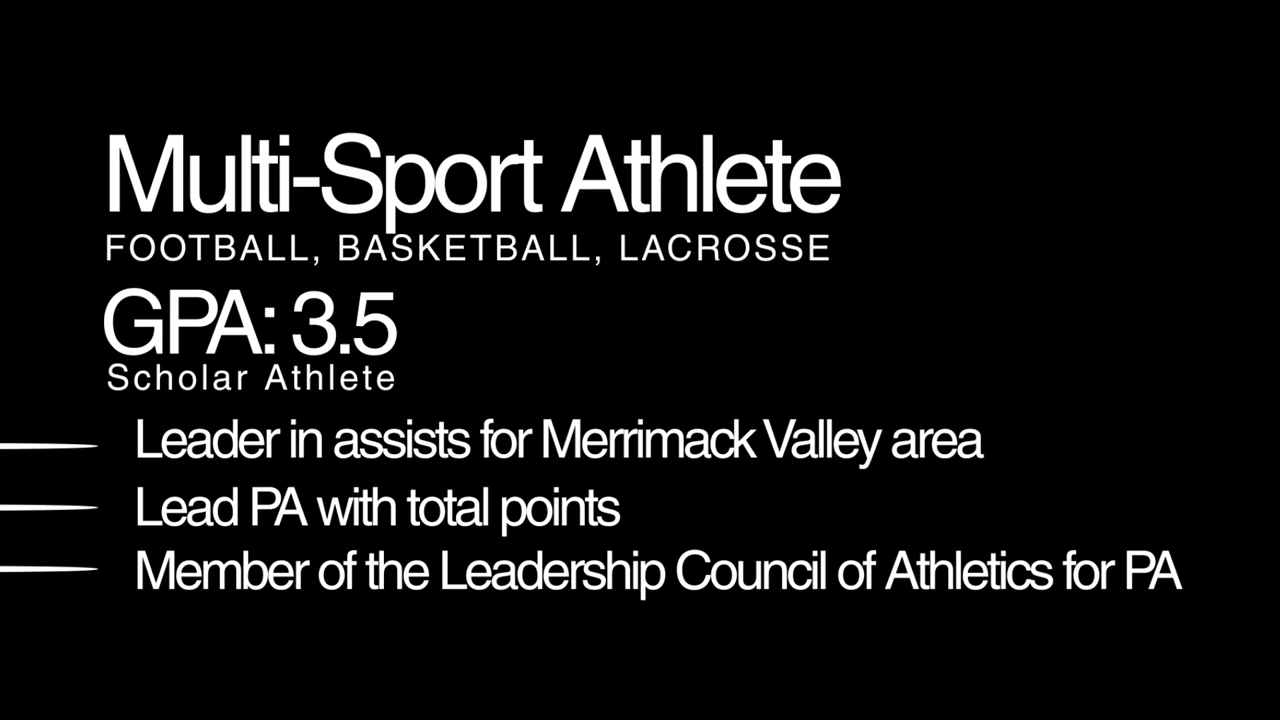 Multi-Sport Athlete
FOOTBALL, BASKETBALL, LACROSSE
GPA: 3.5
Scholar Athlete
Leader in assists for Merrimack Valley area
Lead PA with total points
Member of the Leadership Council of Athletics for PA